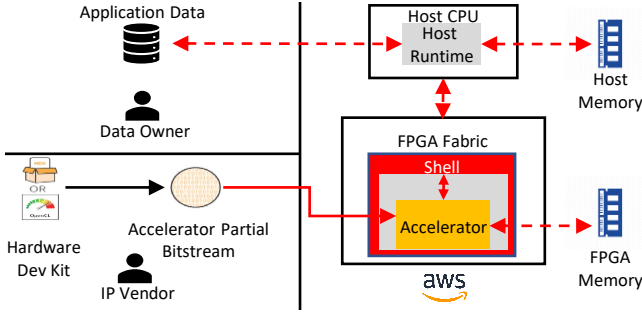 Application Data
Data Owner
Host CPU
Host
Runtime
Host
Memory
FPGA Fabric
Shell
Accelerator
FPGA
Memory
aws
OR
OpenCL
Hardware
Dev Kit
Accelerator Partial
Bitstream
IP Vendor